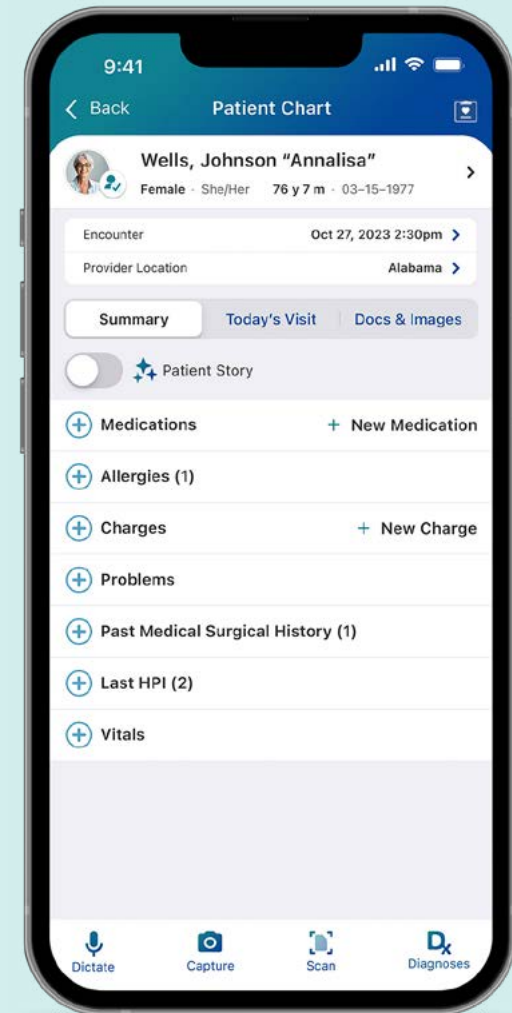 9:41
Back Patient Chart
Wells, Johnson “Annalisa”
Female · She/Her 76 y 7 m · 03–15–1977
Encounter Oct 27, 2023 2:30pm
Provider Location Alabama
Summary Today's Visit Docs & Images
Patient Story
Medications + New Medication
Allergies (1)
Charges + New Charge
Problems
Past Medical Surgical History (1)
Last HPI (2)
Vitals
Dx
Dictate Capture Scan Diagnoses